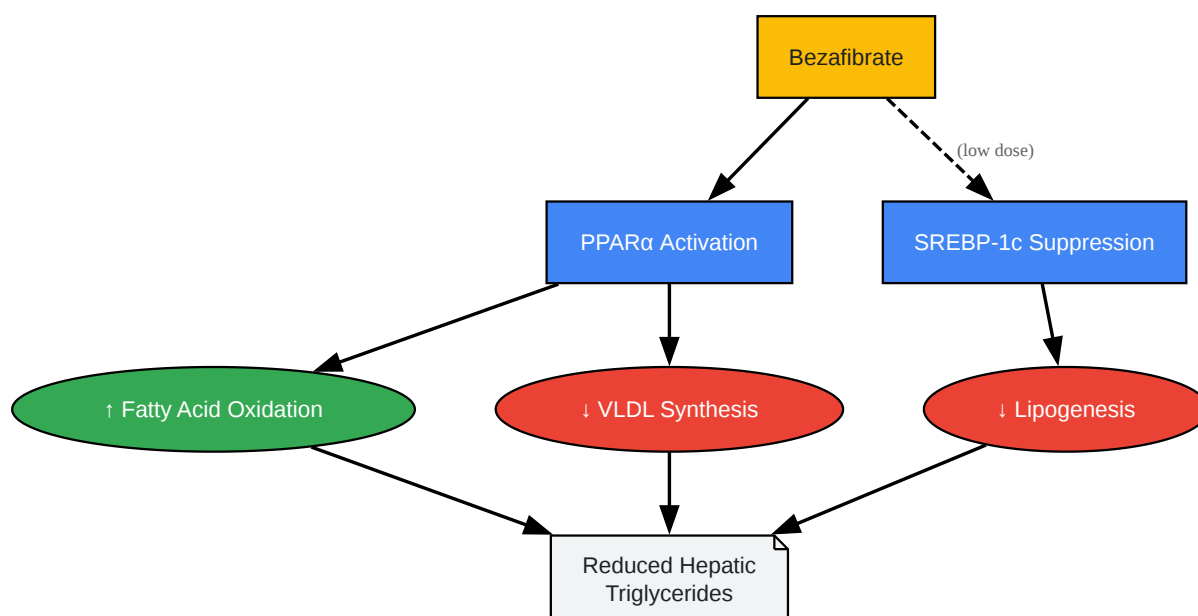 Bezafibrate
(low dose)
PPARα Activation
SREBP-1c Suppression
↑ Fatty Acid Oxidation
↓ VLDL Synthesis
↓ Lipogenesis
Reduced Hepatic
Triglycerides